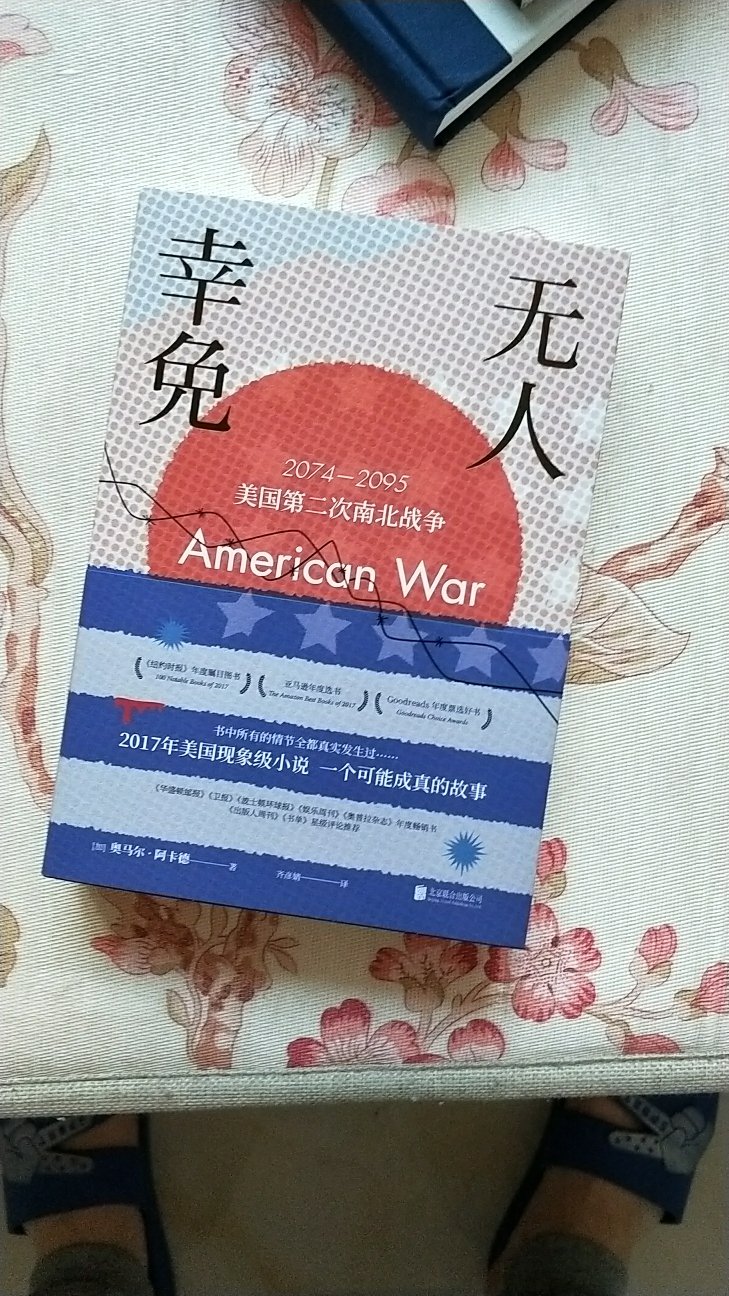 无人
幸免
2074—2095
美国第二次南北战争
American War
《纽约时报》年度瞩目图书
100 Notable Books of 2017
亚马逊年度选书
The Amazon Best Books of 2017
Goodreads 年度票选好书
Goodreads Choice Awards
书中所有的情节全都真实发生过……
2017年美国现象级小说 一个可能成真的故事
《华盛顿邮报》《卫报》《波士顿环球报》《娱乐周刊》《奥普拉杂志》年度畅销书
《出版人周刊》《书单》星级评论推荐
[加] 奥马尔·阿卡德——著
齐彦婧——译
北京联合出版公司